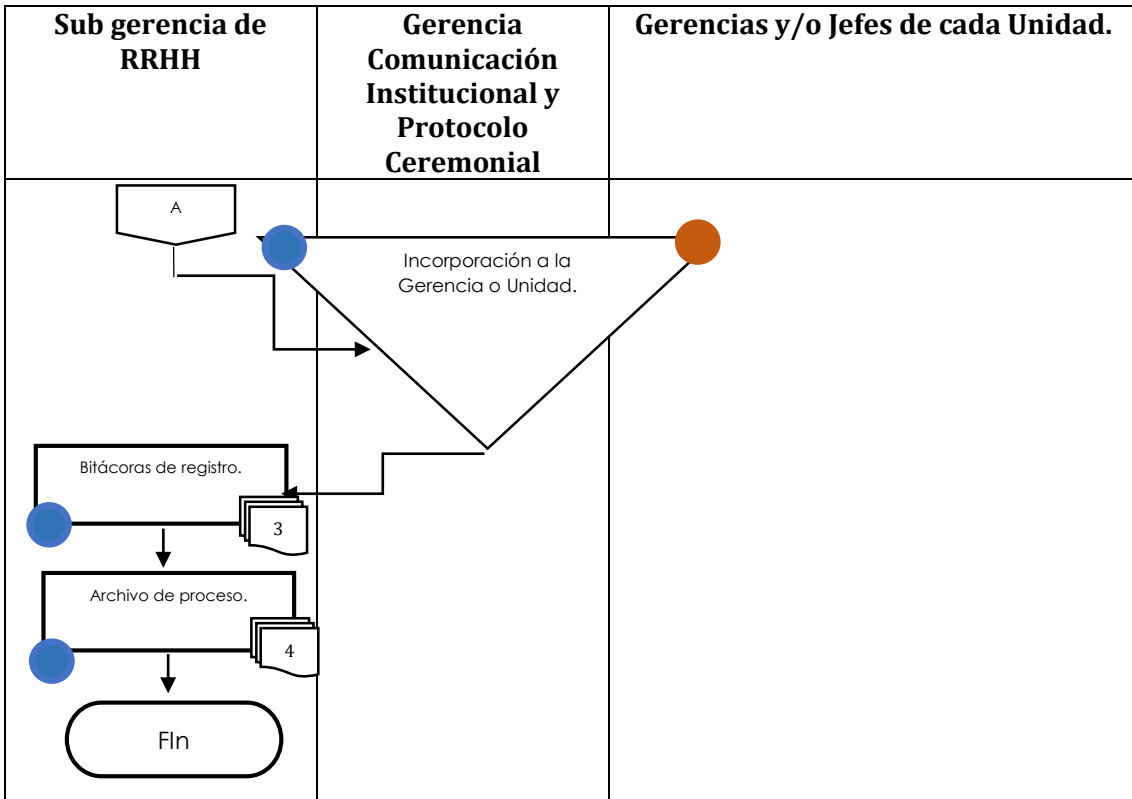 Sub gerencia de
RRHH
Gerencia
Comunicación
Institucional y
Protocolo
Ceremonial
Gerencias y/o Jefes de cada Unidad.
A
Incorporación a la
Gerencia o Unidad.
Bitácoras de registro.
3
Archivo de proceso.
4
FIn